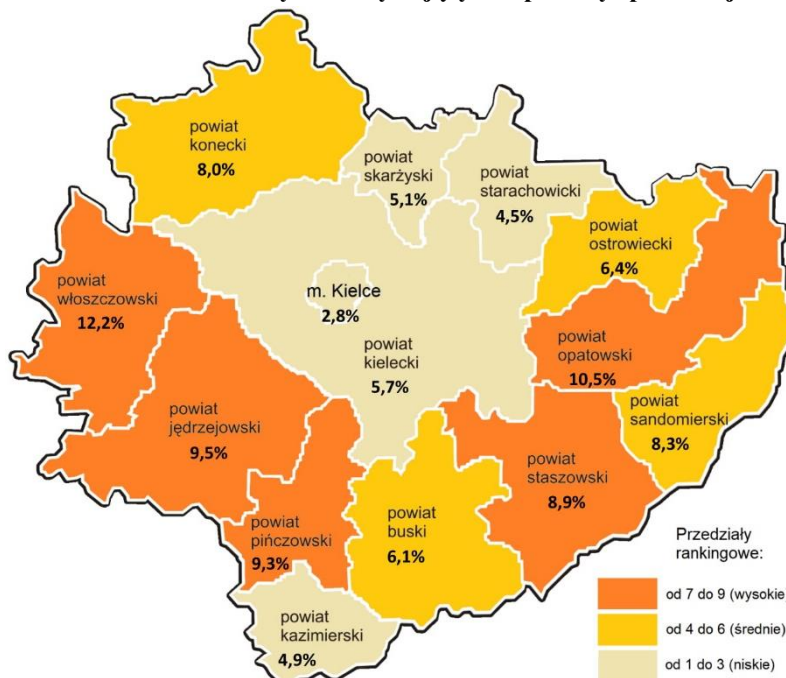 powiat
konecki
8,0%
powiat
skarżyski
5,1%
powiat
starachowicki
4,5%
powiat
ostrowiecki
6,4%
powiat
włoszczowski
12,2%
m. Kielce
2,8%
powiat
kielecki
5,7%
powiat
opatowski
10,5%
powiat
sandomierski
8,3%
powiat
jędrzejowski
9,5%
powiat
staszowski
8,9%
powiat
pińczowski
9,3%
powiat
buski
6,1%
powiat
kazimierski
4,9%
Przedziały
rankingowe:
od 7 do 9 (wysokie
od 4 do 6 (średnie)
od 1 do 3 (niskie)